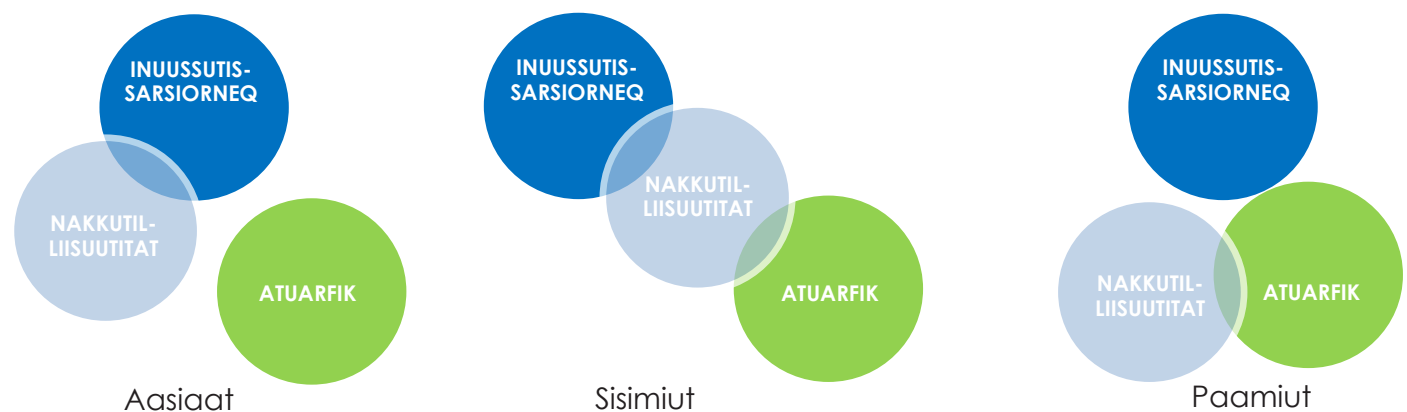 INUUSSUTIS-
SARSIORNEQ
NAKKUTIL-
LIISUUTITAT
ATUARFIK
Aasiaat
INUUSSUTIS-
SARSIORNEQ
NAKKUTIL-
LIISUUTITAT
ATUARFIK
Sisimiut
INUUSSUTIS-
SARSIORNEQ
NAKKUTIL-
LIISUUTITAT
ATUARFIK
Paamiut